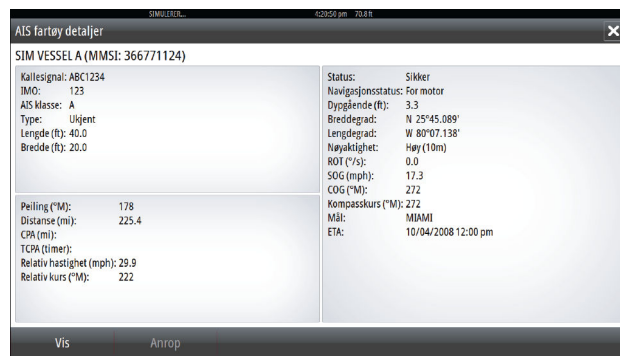 SIMULERER... 4:20:50 pm 70.8 ft
AIS fartøy detaljer
SIM VESSEL A (MMSI: 366771124)
Kallesignal: ABC1234
IMO: 123
AIS klasse: A
Type: Ukjent
Lengde (ft): 40.0
Bredde (ft): 20.0
Peiling (°M): 178
Distanse (mi): 225.4
CPA (mi):
TCPA (timer):
Relativ hastighet (mph): 29.9
Relativ kurs (°M): 222
Status: Sikker
Navigasjonsstatus: For motor
Dypgående (ft): 3.3
Breddegrad: N 25°45.089'
Lengdegrad: W 80°07.138'
Nøyaktighet: Høy (10m)
ROT (°/s): 0.0
SOG (mph): 17.3
COG (°M): 272
Kompasskurs (°M): 272
Mål: MIAMI
ETA: 10/04/2008 12:00 pm
Vis Anrop